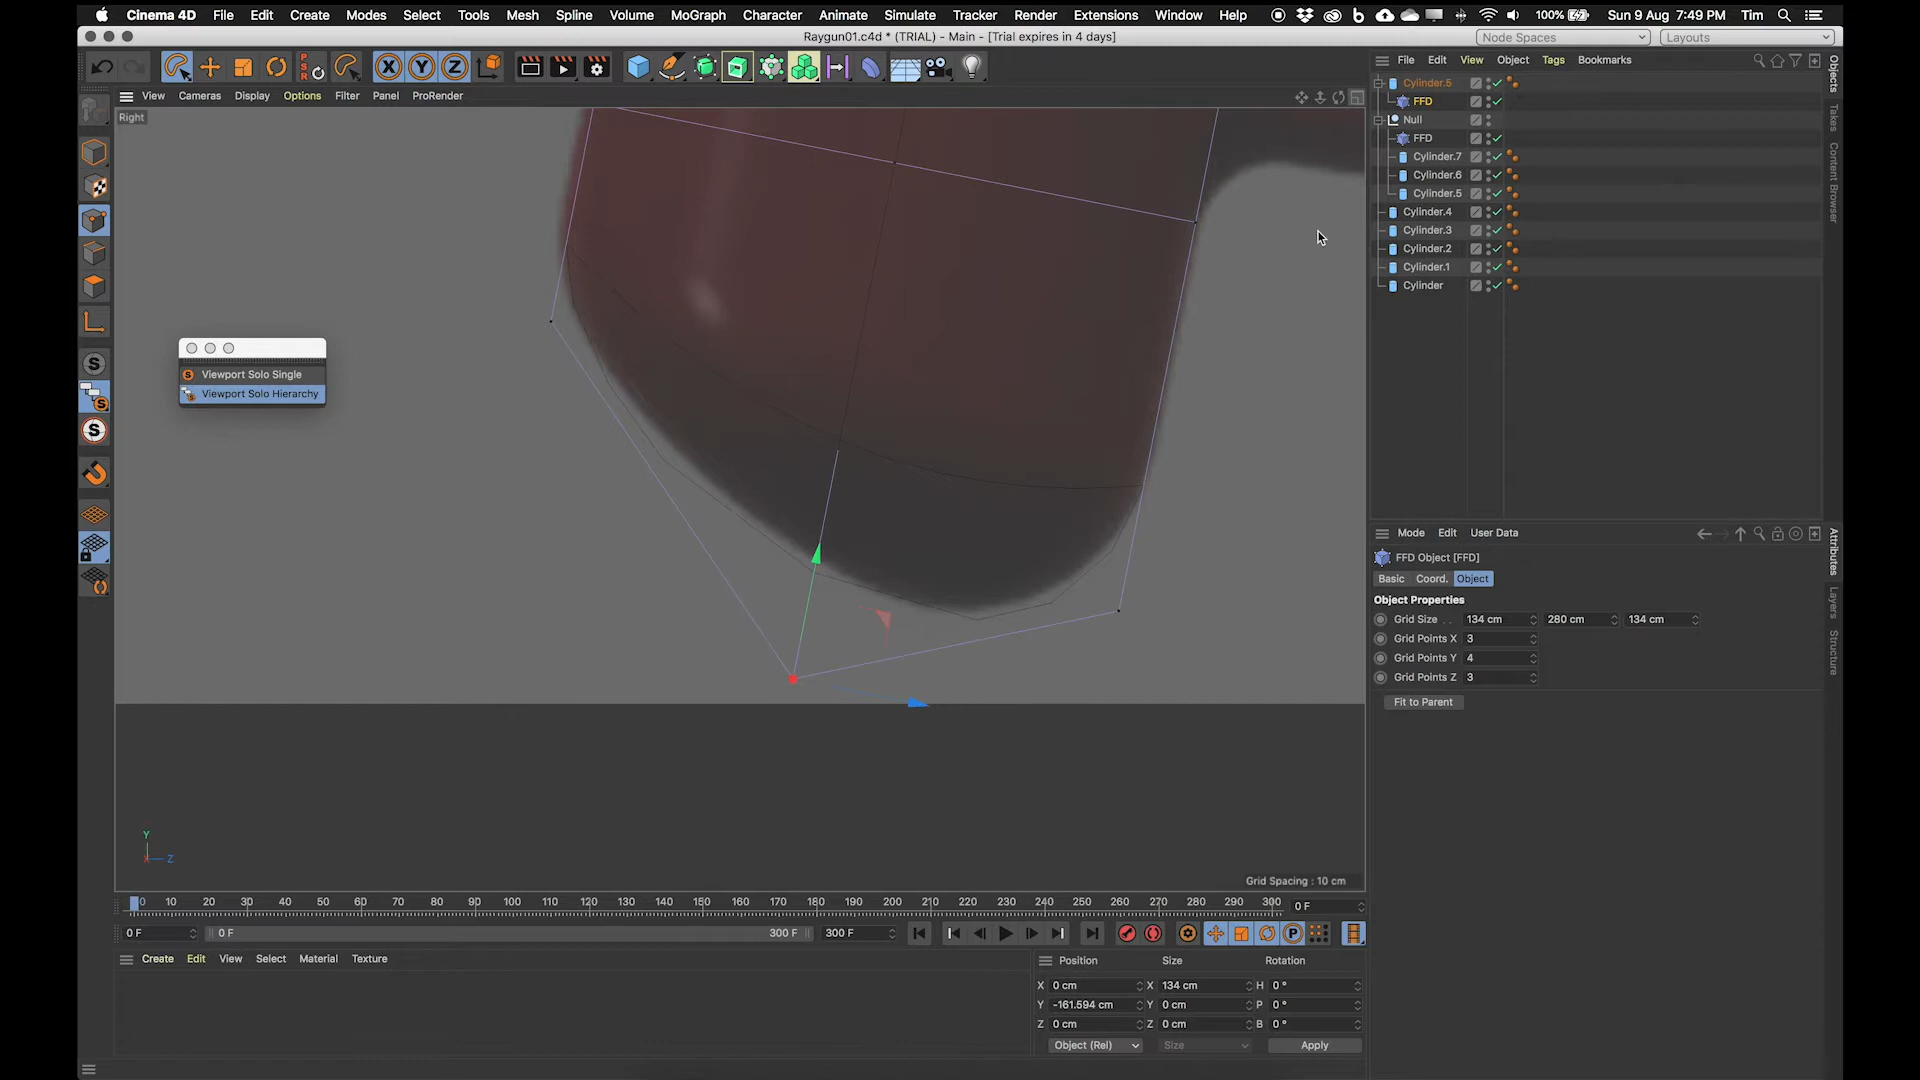 Cinema 4D File Edit Create Modes Select Tools Mesh Spline Volume MoGraph Character Animate Simulate Tracker Render Extensions Window Help 100% Sun 9 Aug 7:49 PM Tim
Raygun01.c4d * (TRIAL) - Main - [Trial expires in 4 days]
Node Spaces Layouts
File Edit View Object Tags Bookmarks
View Cameras Display Options Filter Panel ProRender
Right
Cylinder.5
FFD
Null
FFD
Cylinder.7
Cylinder.6
Cylinder.5
Cylinder.4
Cylinder.3
Cylinder.2
Cylinder.1
Cylinder
Objects
Takes
Content Browser
Viewport Solo Single
Viewport Solo Hierarchy
Mode Edit User Data
FFD Object [FFD]
Basic Coord. Object
Object Properties
Grid Size . . 134 cm 280 cm 134 cm
Grid Points X 3
Grid Points Y 4
Grid Points Z 3
Fit to Parent
Attributes
Layers
Structure
Y
X Z
Grid Spacing : 10 cm
0 10 20 30 40 50 60 70 80 90 100 110 120 130 140 150 160 170 180 190 200 210 220 230 240 250 260 270 280 290 300 0 F
0 F 0 F 300 F 300 F
Create Edit View Select Material Texture
Position Size Rotation
X 0 cm X 134 cm H 0 °
Y -161.594 cm Y 0 cm P 0 °
Z 0 cm Z 0 cm B 0 °
Object (Rel) Size Apply